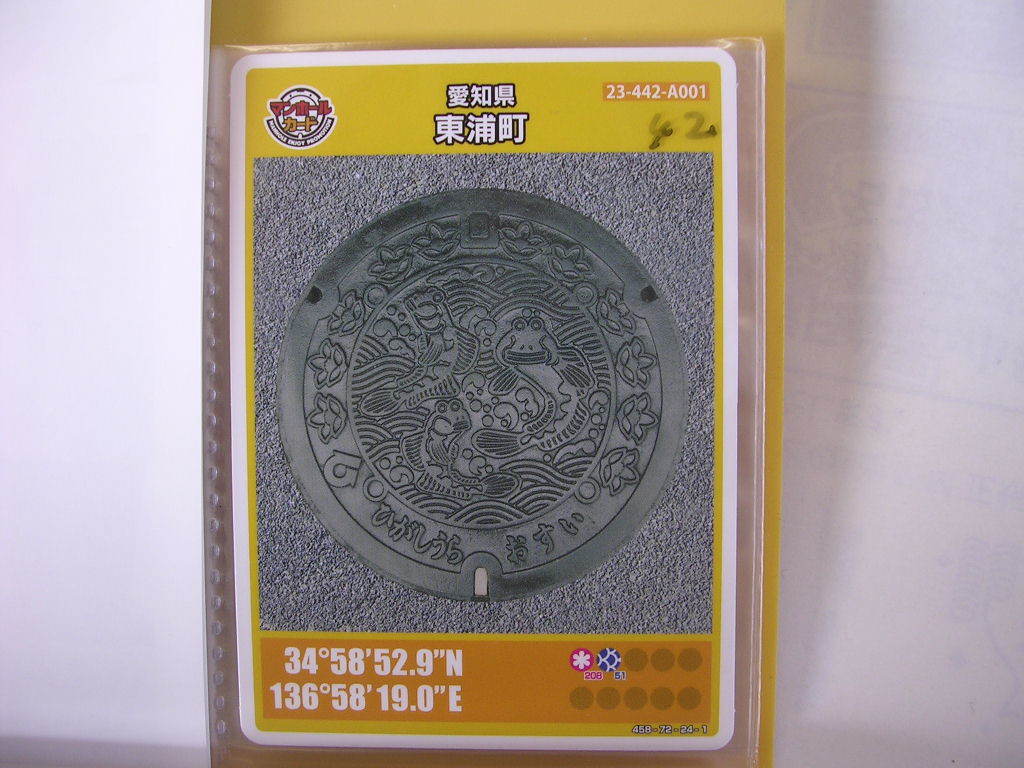 マンホールカード
愛知県
東浦町
23-442-A001
42
ひがしうら おすい
34°58'52.9"N
136°58'19.0"E
208 51
458-72-24-1